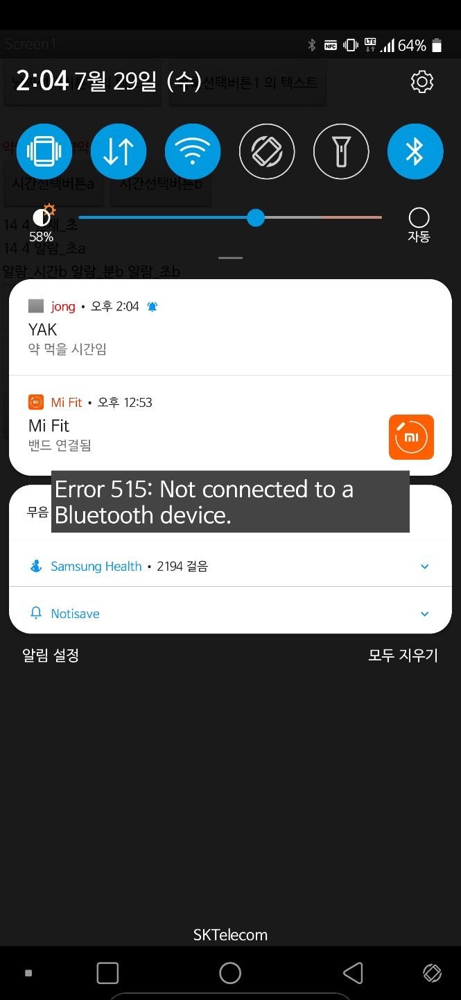 Screen1
LTE 64%
2:04 7월 29일 (수)
선택버튼1 의 텍스트
시간선택버튼a 시간선택버튼b
14 4 현재_초
58% 자동
14 4 알람_초a
알람_시간b 알람_분b 알람_초b
jong • 오후 2:04
YAK
약 먹을 시간임
Mi Fit • 오후 12:53
Mi Fit
밴드 연결됨
무음
Error 515: Not connected to a
Bluetooth device.
Samsung Health • 2194 걸음
Notisave
알림 설정 모두 지우기
SKTelecom